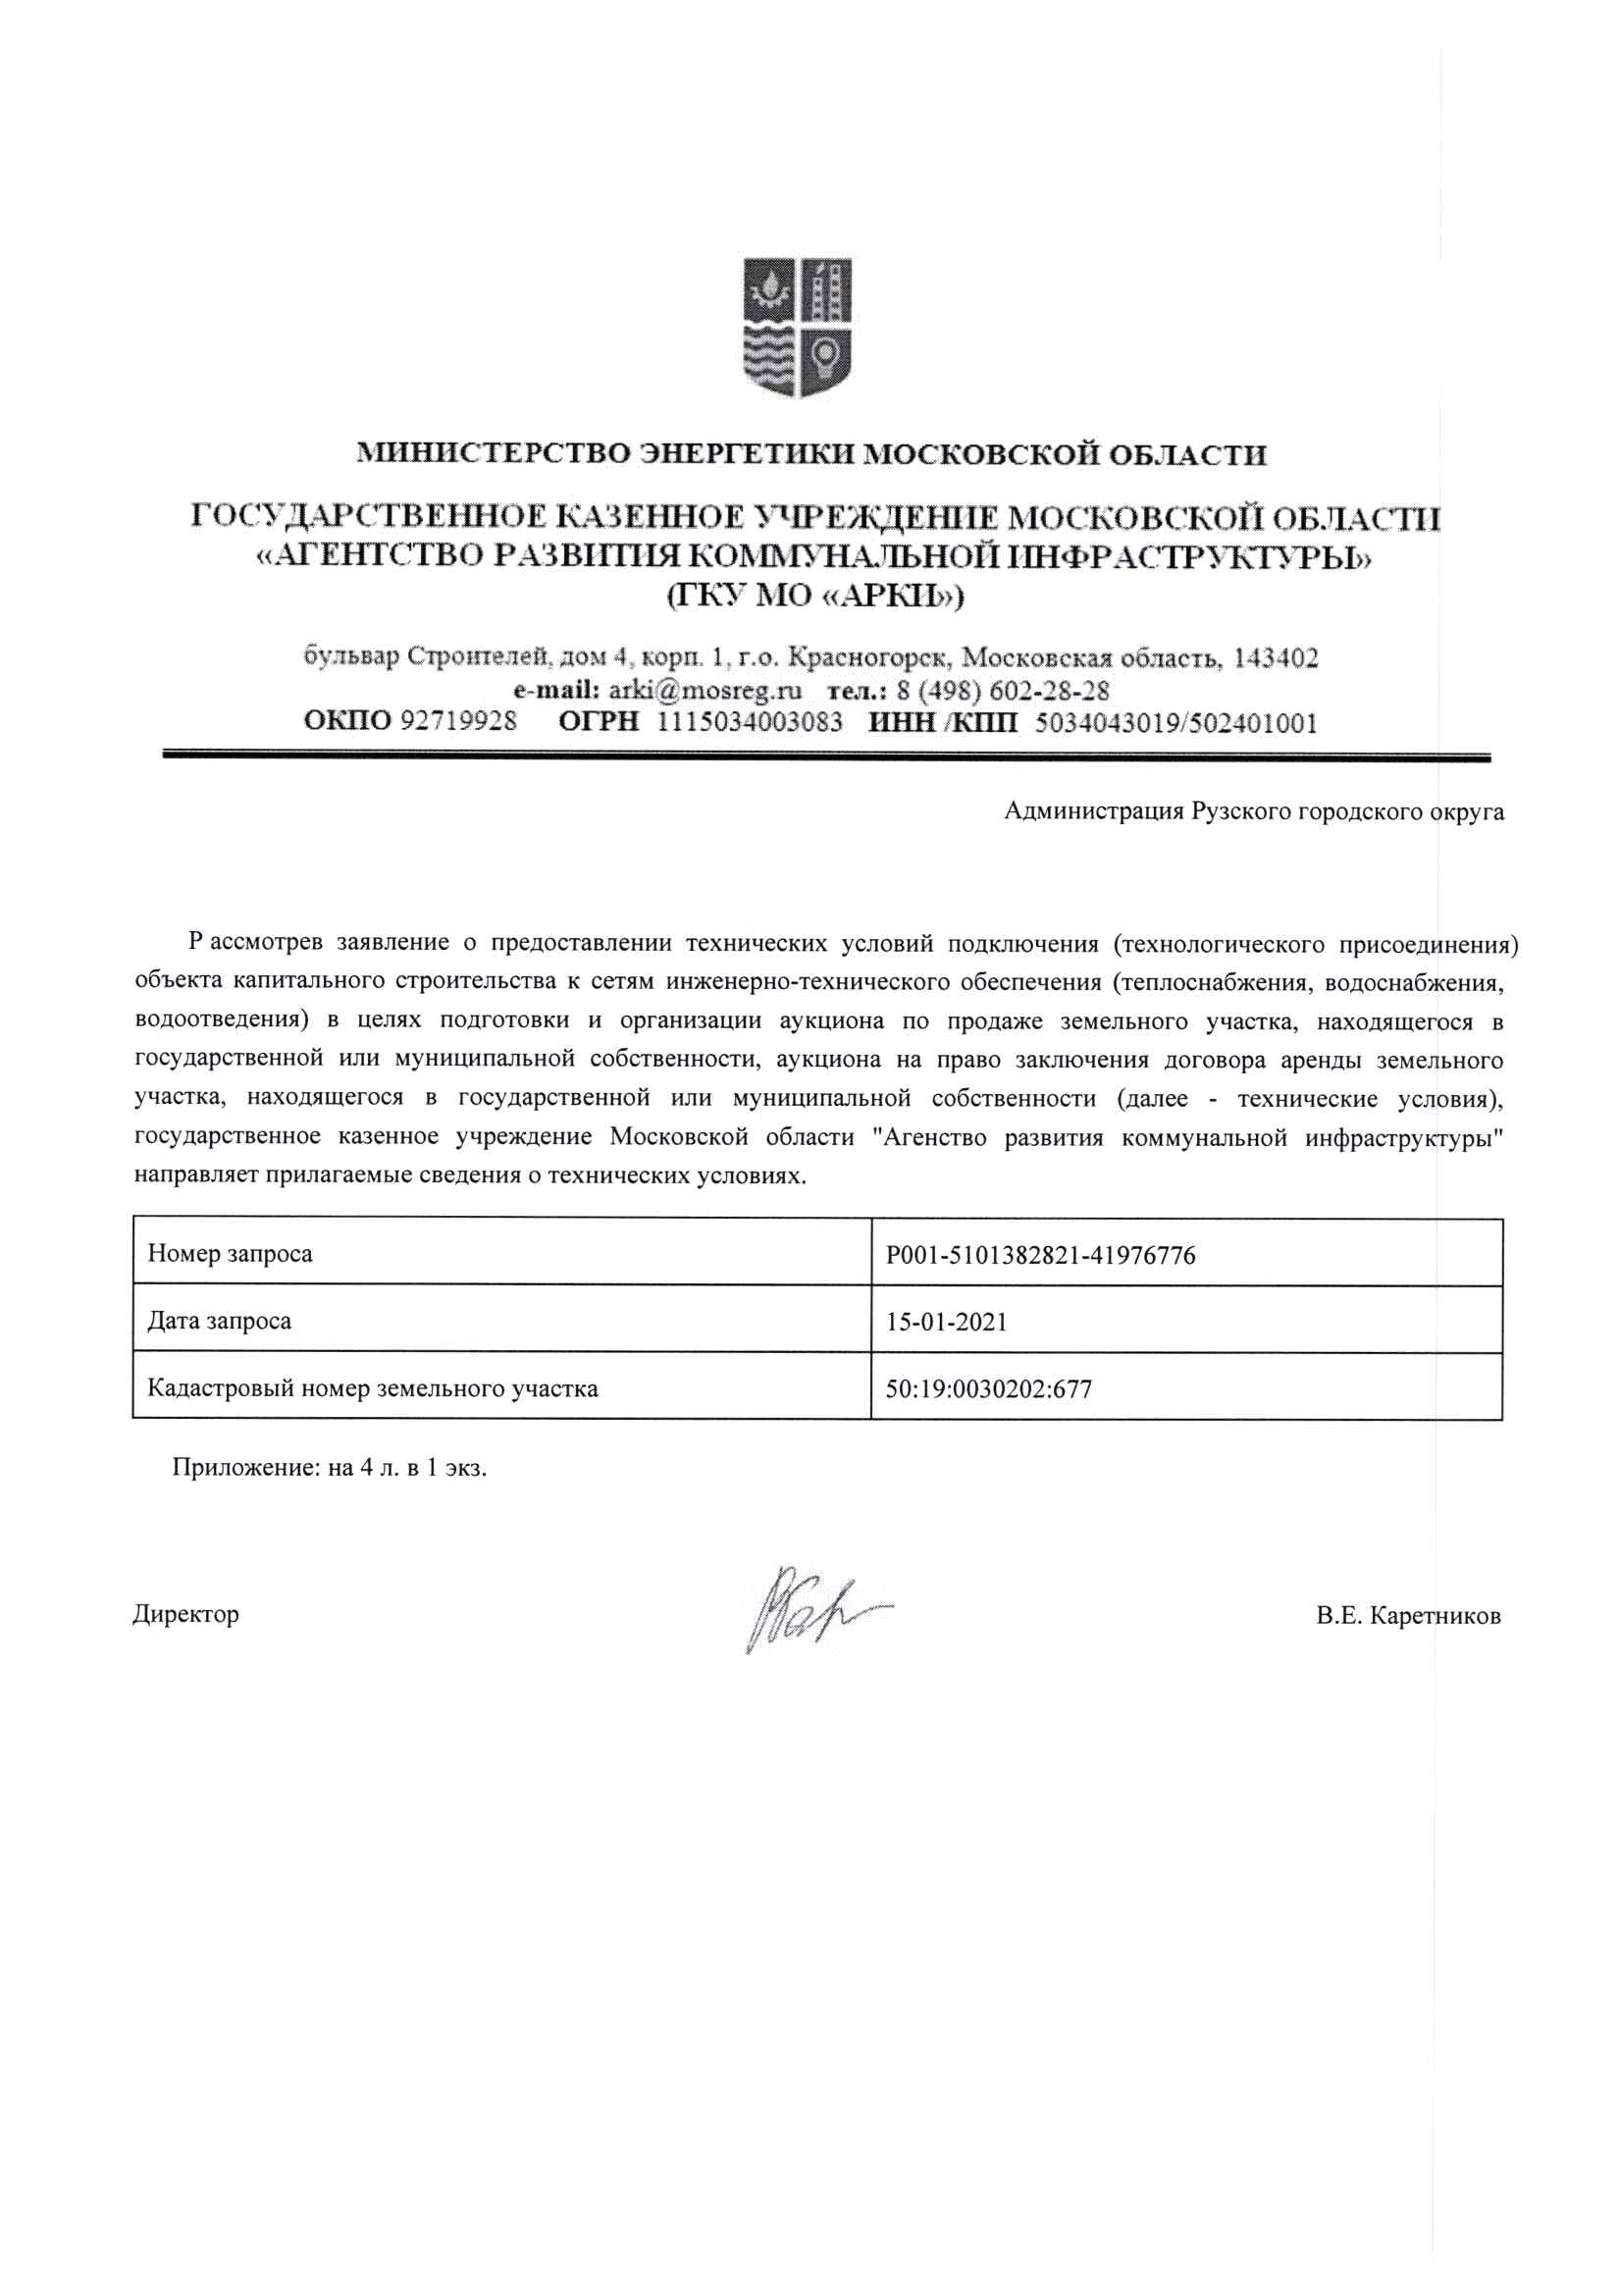 МИНИСТЕРСТВО ЭНЕРГЕТИКИ МОСКОВСКОЙ ОБЛАСТИ
ГОСУДАРСТВЕННОЕ КАЗЕННОЕ УЧРЕЖДЕНИЕ МОСКОВСКОЙ ОБЛАСТИ
«АГЕНТСТВО РАЗВИТИЯ КОММУНАЛЬНОЙ ИНФРАСТРУКТУРЫ»
(ГКУ МО «АРКИ»)
бульвар Строителей, дом 4, корп. 1, г.о. Красногорск, Московская область, 143402
e-mail: arki@mosreg.ru тел.: 8 (498) 602-28-28
ОКПО 92719928 ОГРН 1115034003083 ИНН /КПП 5034043019/502401001
Администрация Рузского городского округа
Р ассмотрев заявление о предоставлении технических условий подключения (технологического присоединения)
объекта капитального строительства к сетям инженерно-технического обеспечения (теплоснабжения, водоснабжения,
водоотведения) в целях подготовки и организации аукциона по продаже земельного участка, находящегося в
государственной или муниципальной собственности, аукциона на право заключения договора аренды земельного
участка, находящегося в государственной или муниципальной собственности (далее - технические условия),
государственное казенное учреждение Московской области "Агенство развития коммунальной инфраструктуры"
направляет прилагаемые сведения о технических условиях.
Номер запроса P001-5101382821-41976776
Дата запроса 15-01-2021
Кадастровый номер земельного участка 50:19:0030202:677
Приложение: на 4 л. в 1 экз.
Директор В.Е. Каретников